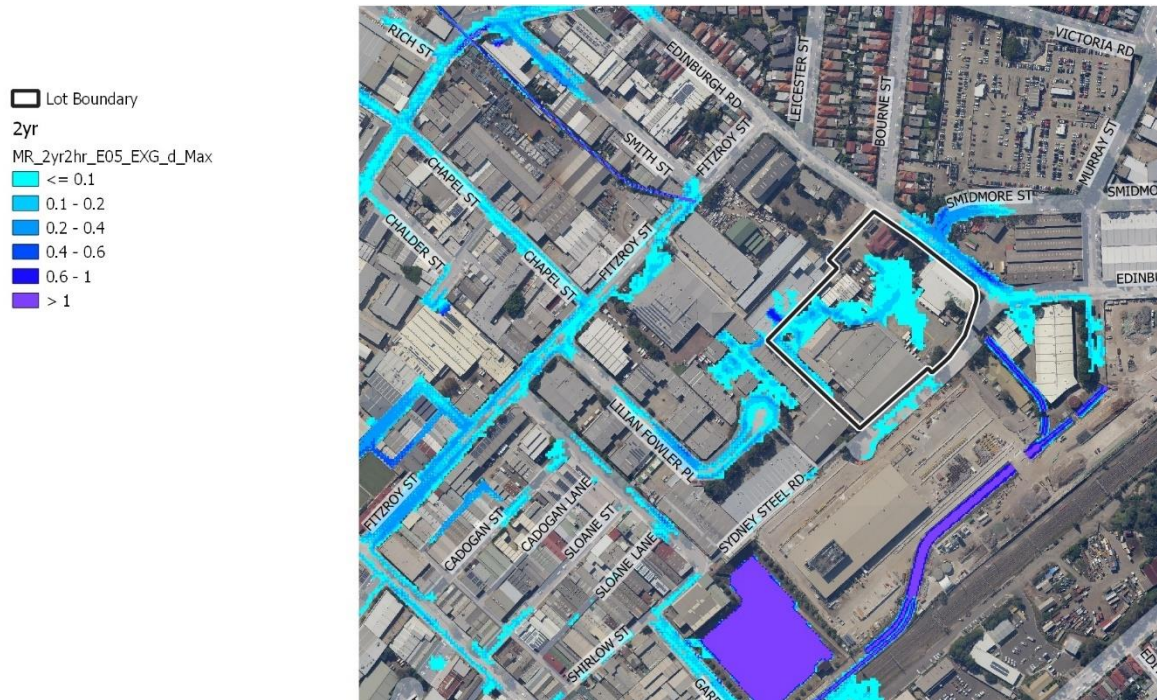 Lot Boundary
2yr
MR_2yr2hr_E05_EXG_d_Max
<= 0.1
0.1 - 0.2
0.2 - 0.4
0.4 - 0.6
0.6 - 1
> 1
RICH ST
EDINBURGH RD
VICTORIA RD
LEICESTER ST
BOURNE ST
MURRAY ST
SMITH ST
FITZROY ST
SMIDMORE ST
SMIDMO
CHAPEL ST
CHALDER ST
CHAPEL ST
FITZROY ST
EDINBU
LILIAN FOWLER PL
FITZROY ST
CADOGAN ST
CADOGAN LANE
SLOANE ST
SLOANE LANE
SYDNEY STEEL RD
SHIRLOW ST
GAR
EDI